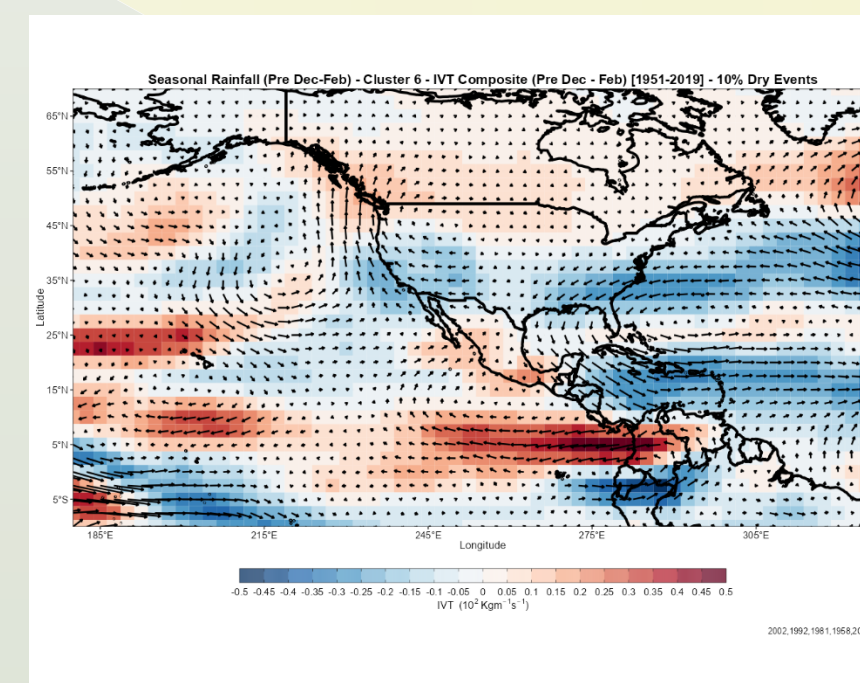 Seasonal Rainfall (Pre Dec-Feb) - Cluster 6 - IVT Composite (Pre Dec - Feb) [1951-2019] - 10% Dry Events
65°N
55°N
45°N
35°N
25°N
15°N
5°N
5°S
Latitude
185°E 215°E 245°E 275°E 305°E
Longitude
-0.5 -0.45 -0.4 -0.35 -0.3 -0.25 -0.2 -0.15 -0.1 -0.05 0 0.05 0.1 0.15 0.2 0.25 0.3 0.35 0.4 0.45 0.5
IVT (10² Kgm⁻¹s⁻¹)
2002,1992,1981,1958,20